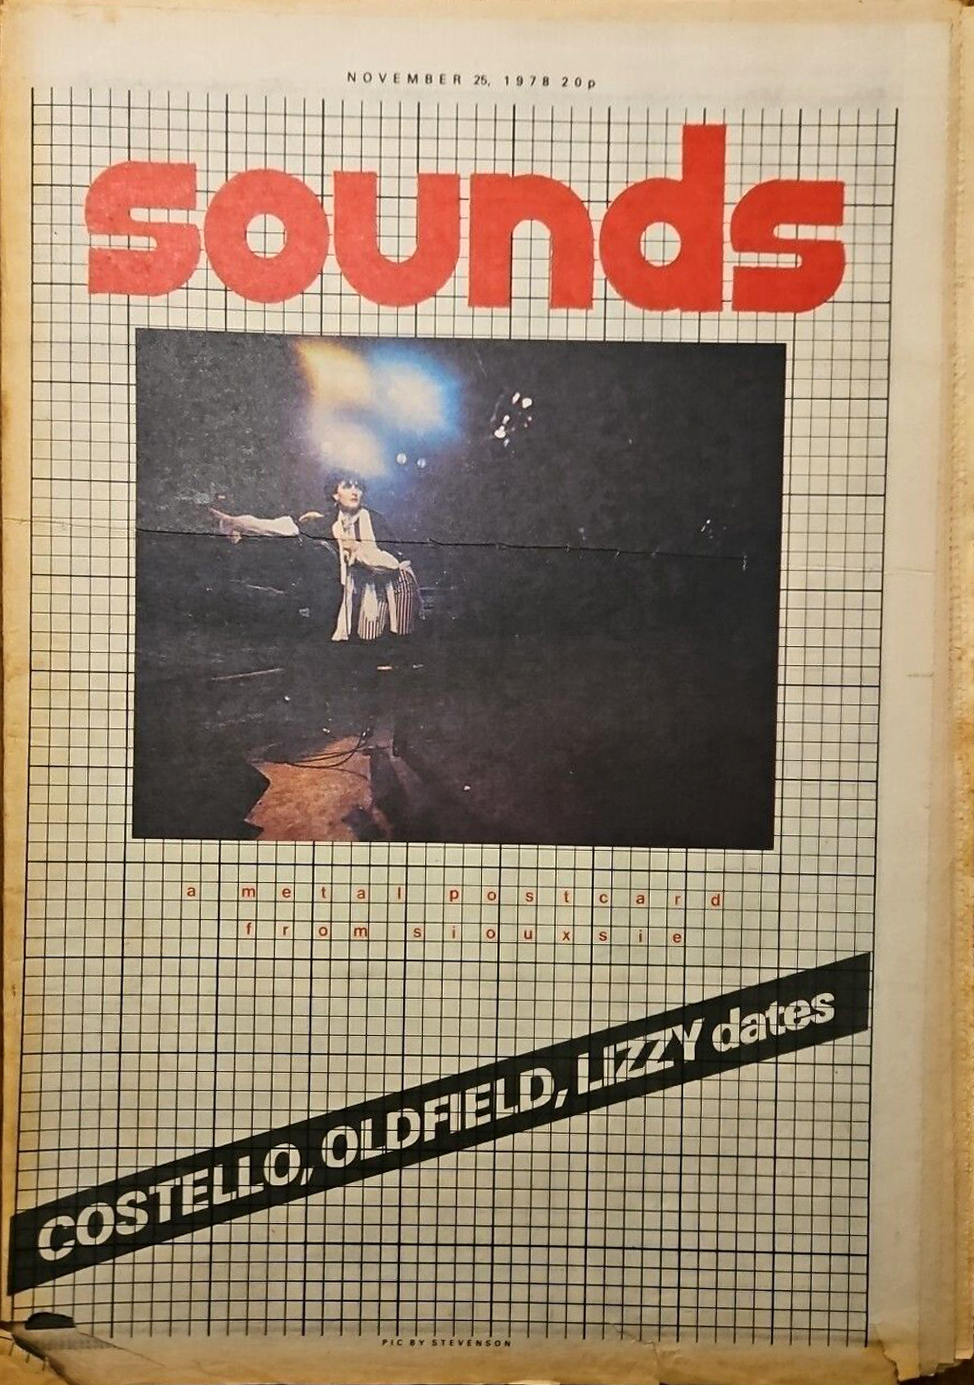 NOVEMBER 25, 1978 20p
sounds
a metal postcard
from siouxsie
COSTELLO, OLDFIELD, LIZZY dates
PIC BY STEVENSON